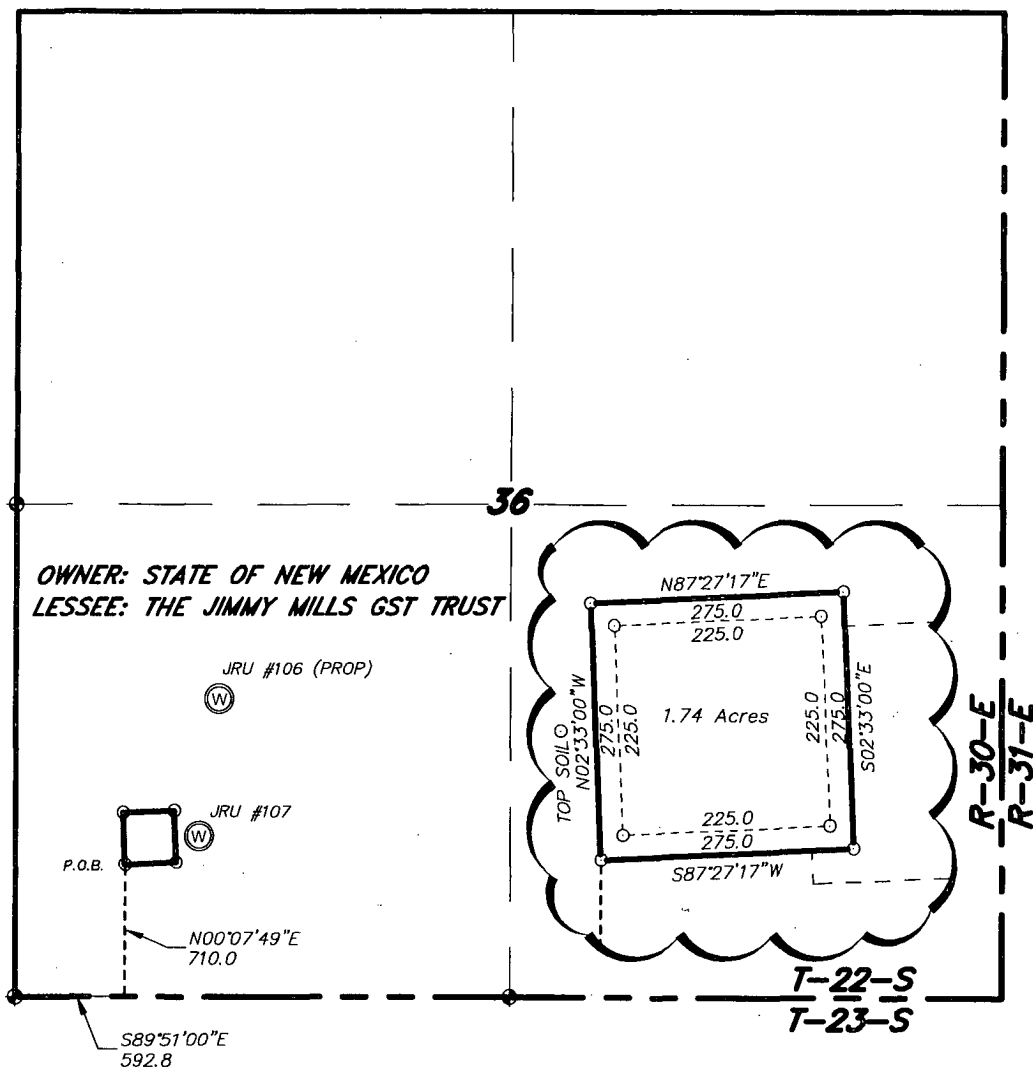 36
OWNER: STATE OF NEW MEXICO
LESSEE: THE JIMMY MILLS GST TRUST
JRU #106 (PROP)
W
JRU #107
W
P.O.B.
N00°07'49"E
710.0
S89°51'00"E
592.8
N87°27'17"E
275.0
225.0
TOP SOIL
N02°33'00"W
275.0
225.0
1.74 Acres
225.0
275.0
S02°33'00"E
225.0
275.0
S87°27'17"W
R-30-E
R-31-E
T-22-S
T-23-S